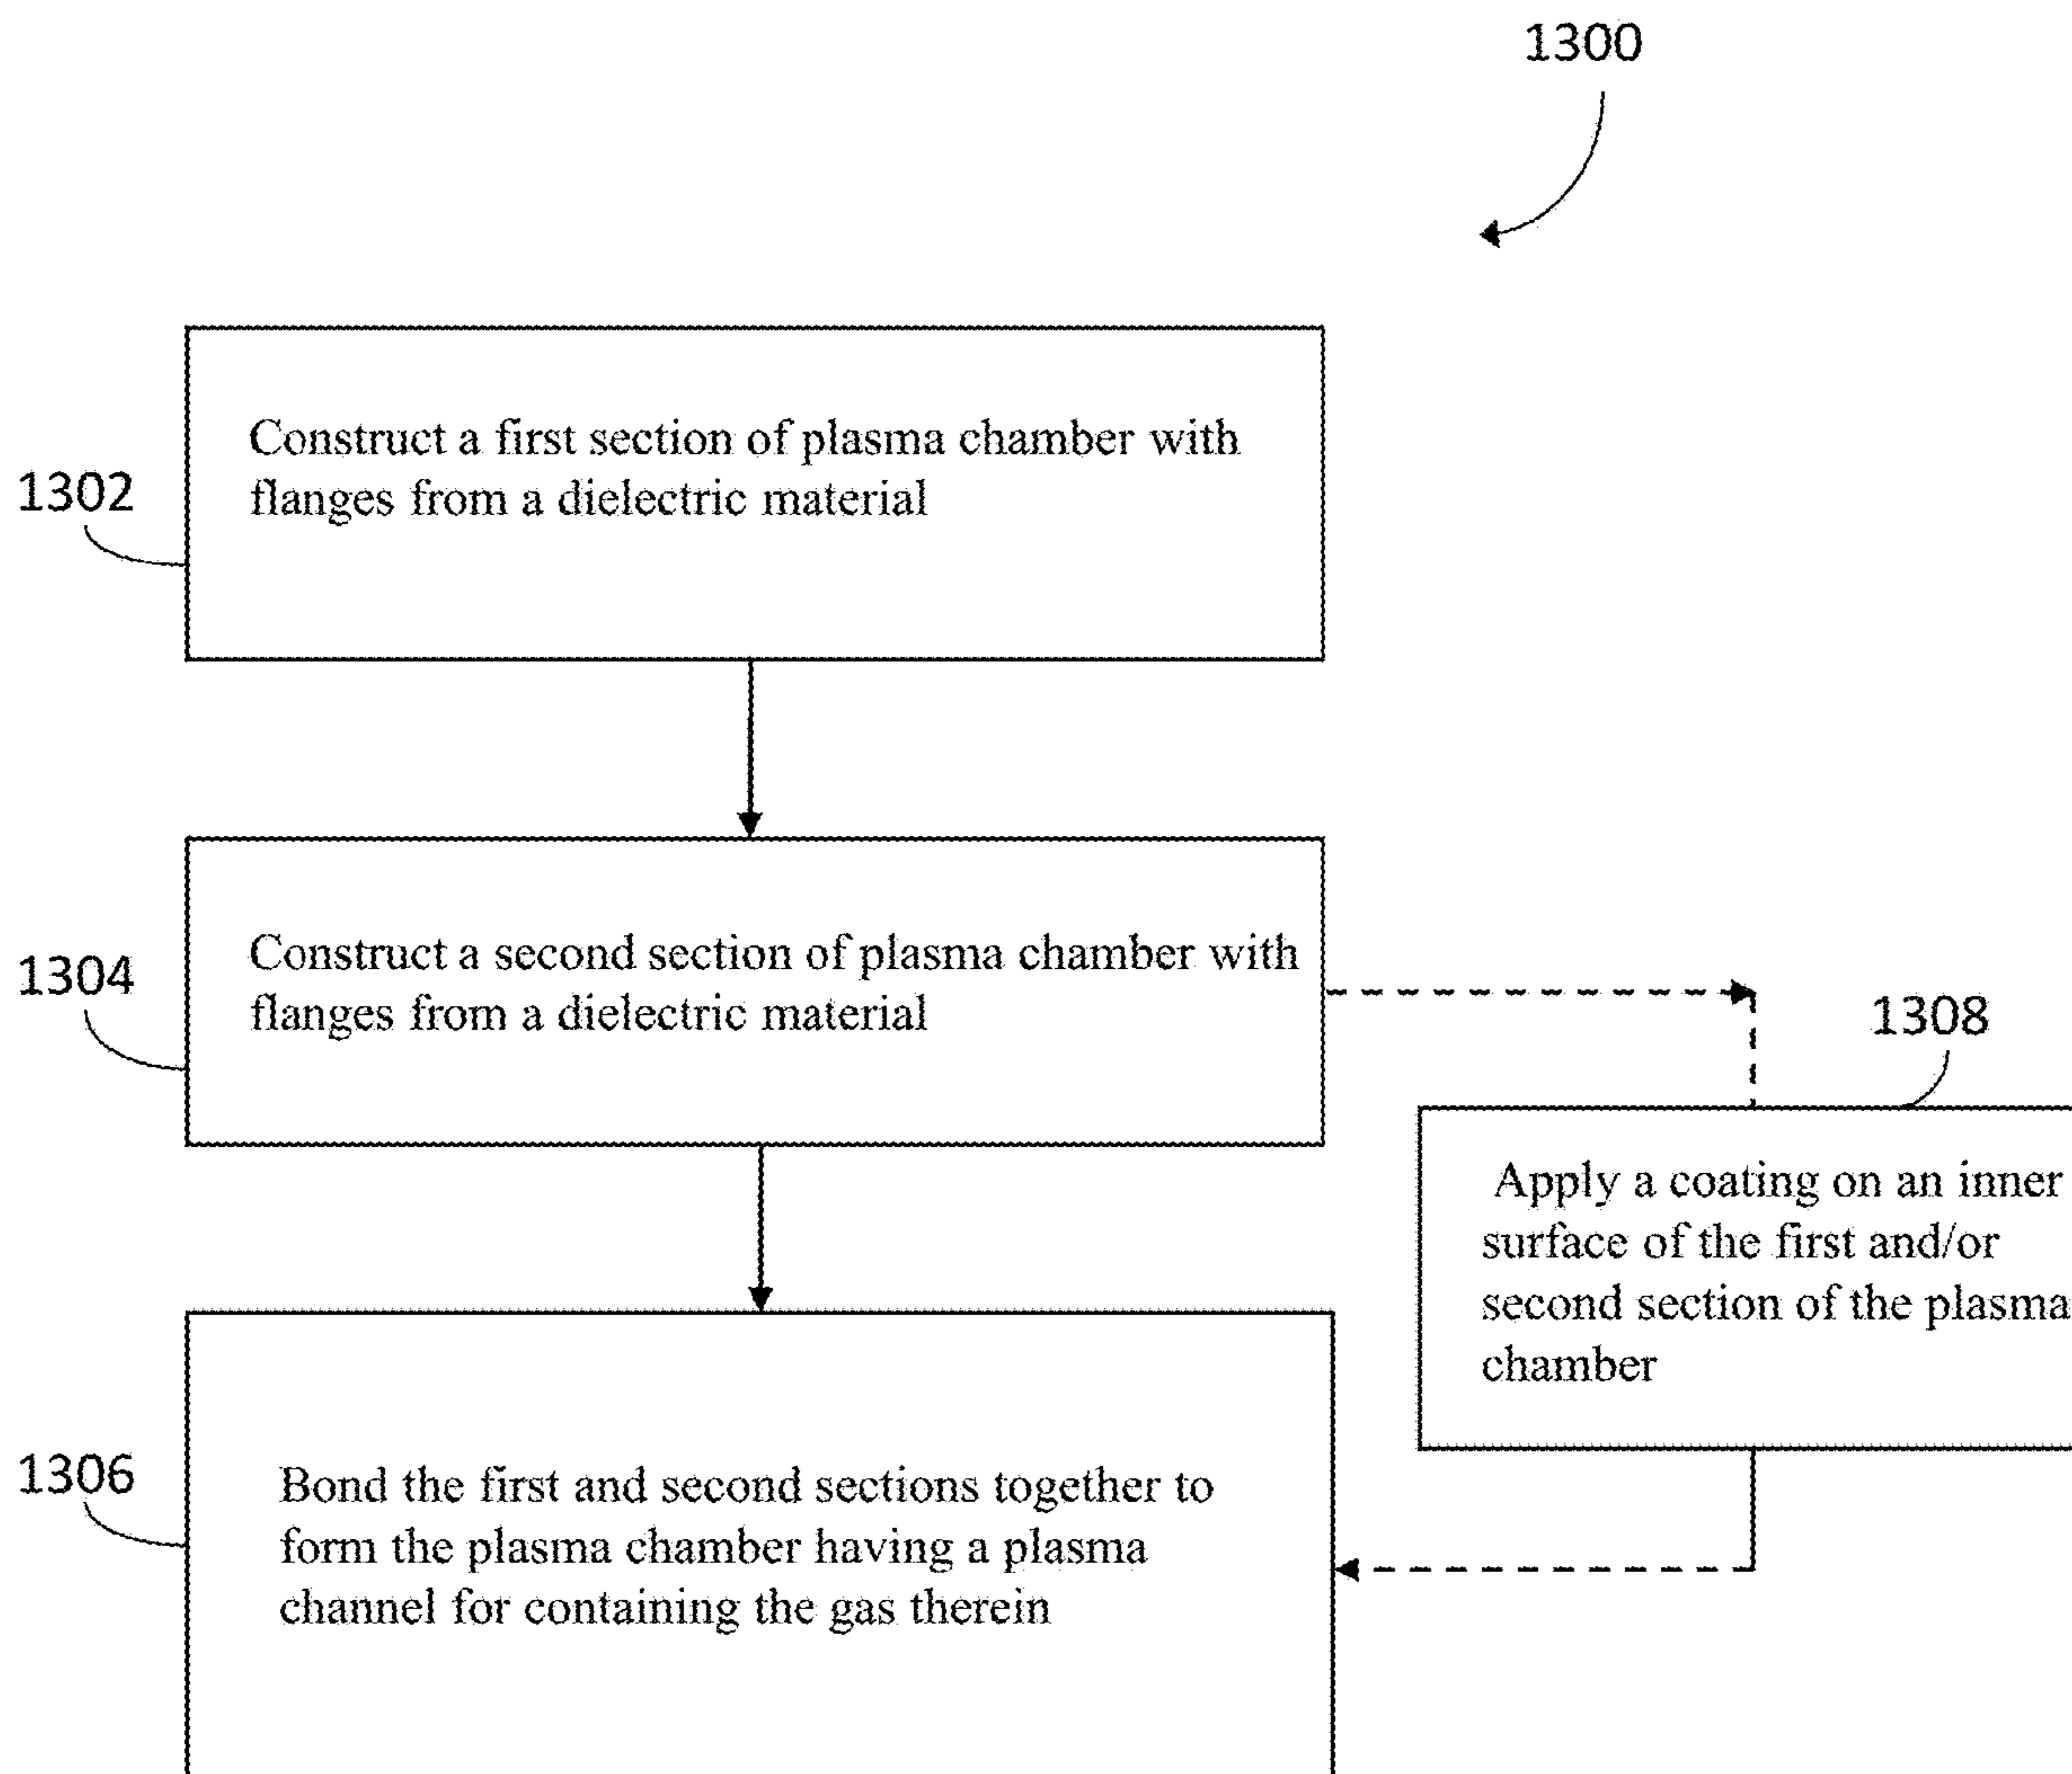 1300
Construct a first section of plasma chamber with
flanges from a dielectric material
1302
Construct a second section of plasma chamber with
flanges from a dielectric material
1304
1308
Apply a coating on an inner
surface of the first and/or
second section of the plasma
chamber
1306
Bond the first and second sections together to
form the plasma chamber having a plasma
channel for containing the gas therein